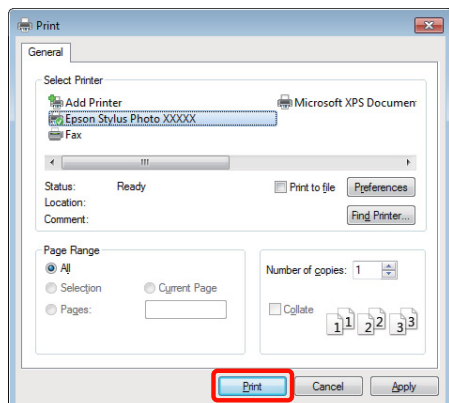 Print
General
Select Printer
Add Printer
Microsoft XPS Documen
Epson Stylus Photo XXXXX
Fax
Status: Ready
Print to file
Preferences
Location:
Comment:
Find Printer...
Page Range
All
Selection
Current Page
Pages:
Number of copies: 1
Collate
1 1 2 2 3 3
Print
Cancel
Apply